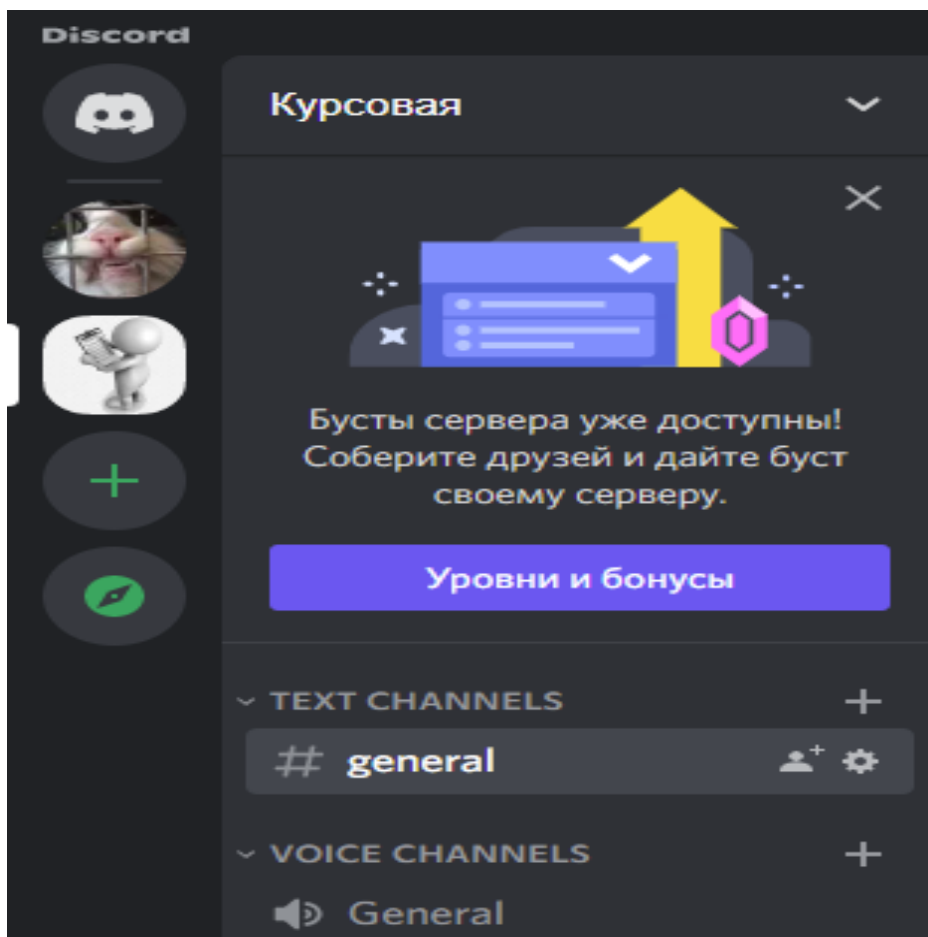 Discord
Курсовая
Бусты сервера уже доступны!
Соберите друзей и дайте буст
своему серверу.
Уровни и бонусы
TEXT CHANNELS
general
VOICE CHANNELS
General